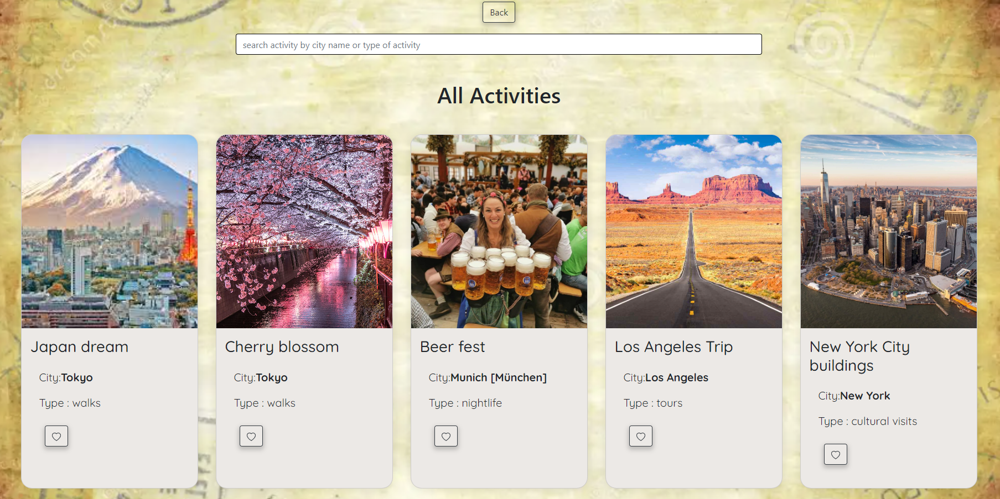 Back
search activity by city name or type of activity
All Activities
Japan dream
City:Tokyo
Type : walks
Cherry blossom
City:Tokyo
Type : walks
Beer fest
City:Munich [München]
Type : nightlife
Los Angeles Trip
City:Los Angeles
Type : tours
New York City
buildings
City:New York
Type : cultural visits